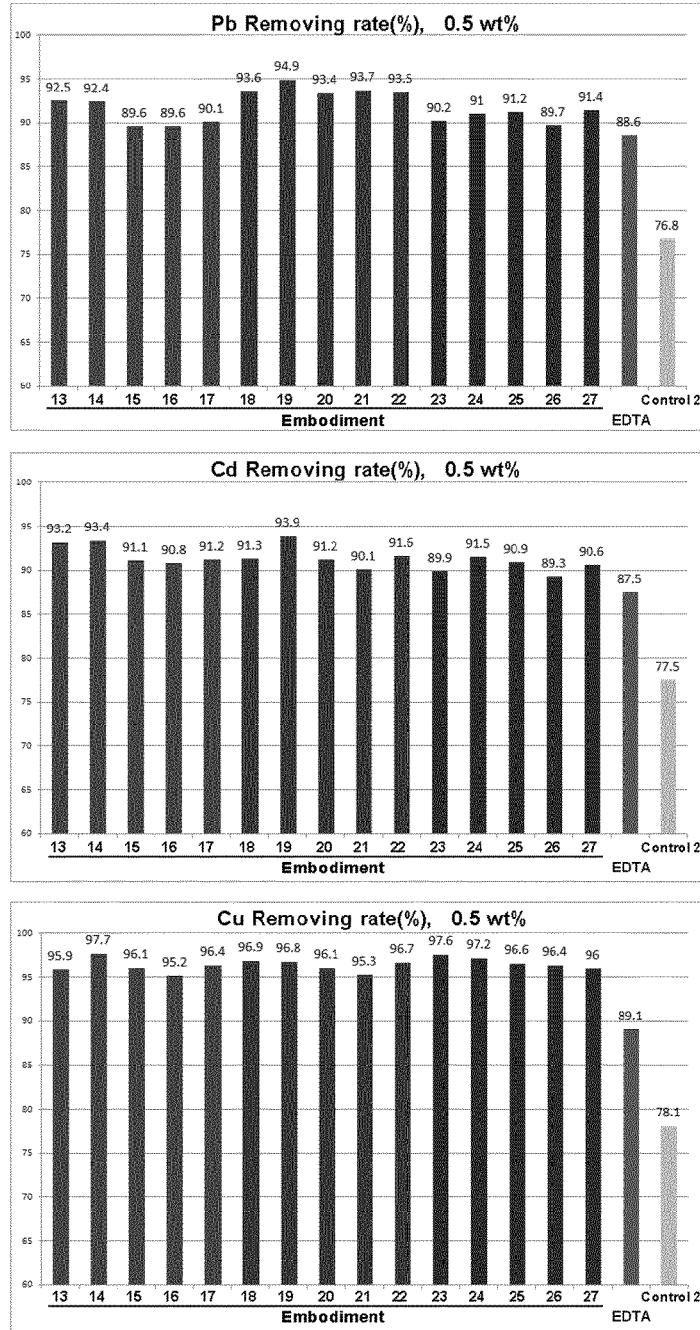 Pb Removing rate(%), 0.5 wt%
100
95
90
85
80
75
70
65
60
92.5 92.4 89.6 89.6 90.1 93.6 94.9 93.4 93.7 93.5 90.2 91 91.2 89.7 91.4 88.6 76.8
13 14 15 16 17 18 19 20 21 22 23 24 25 26 27 Control 2
Embodiment EDTA
Cd Removing rate(%), 0.5 wt%
100
95
90
85
80
75
70
65
60
93.2 93.4 91.1 90.8 91.2 91.3 93.9 91.2 90.1 91.6 89.9 91.5 90.9 89.3 90.6 87.5 77.5
13 14 15 16 17 18 19 20 21 22 23 24 25 26 27 Control 2
Embodiment EDTA
Cu Removing rate(%), 0.5 wt%
100
95
90
85
80
75
70
65
60
95.9 97.7 96.1 95.2 96.4 96.9 96.8 96.1 95.3 96.7 97.6 97.2 96.6 96.4 96 89.1 78.1
13 14 15 16 17 18 19 20 21 22 23 24 25 26 27 Control 2
Embodiment EDTA